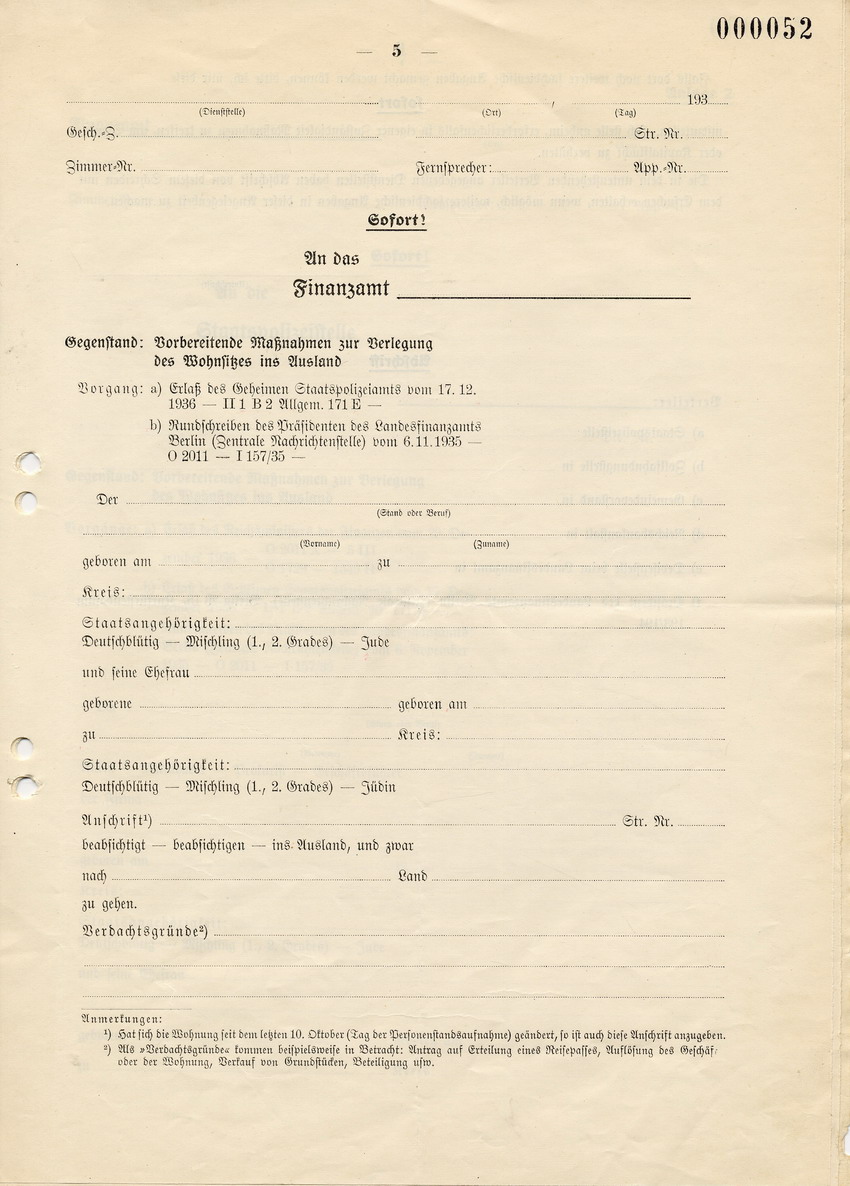 000052
— 5 —
, 193
(Dienststelle) (Ort) (Tag)
Gesch.-Z. Str. Nr.
Zimmer-Nr. Fernsprecher: App.-Nr.
Sofort!
An das
Finanzamt
Gegenstand: Vorbereitende Maßnahmen zur Verlegung
des Wohnsitzes ins Ausland
Vorgang: a) Erlaß des Geheimen Staatspolizeiamts vom 17. 12.
1936 — II 1 B 2 Allgem. 171 E —
b) Rundschreiben des Präsidenten des Landesfinanzamts
Berlin (Zentrale Nachrichtenstelle) vom 6. 11. 1935 —
O 2011 — I 157/35 —
Der
(Stand oder Beruf)
(Vorname) (Zuname)
geboren am zu
Kreis:
Staatsangehörigkeit:
Deutschblütig — Mischling (1., 2. Grades) — Jude
und seine Ehefrau
geborene geboren am
zu Kreis:
Staatsangehörigkeit:
Deutschblütig — Mischling (1., 2. Grades) — Jüdin
Anschrift¹) Str. Nr.
beabsichtigt — beabsichtigen — ins Ausland, und zwar
nach Land
zu gehen.
Verdachtsgründe²)
Anmerkungen:
¹) Hat sich die Wohnung seit dem letzten 10. Oktober (Tag der Personenstandsaufnahme) geändert, so ist auch diese Anschrift anzugeben.
²) Als »Verdachtsgründe« kommen beispielsweise in Betracht: Antrag auf Erteilung eines Reisepasses, Auflösung des Geschäf
oder der Wohnung, Verkauf von Grundstücken, Beteiligung usw.